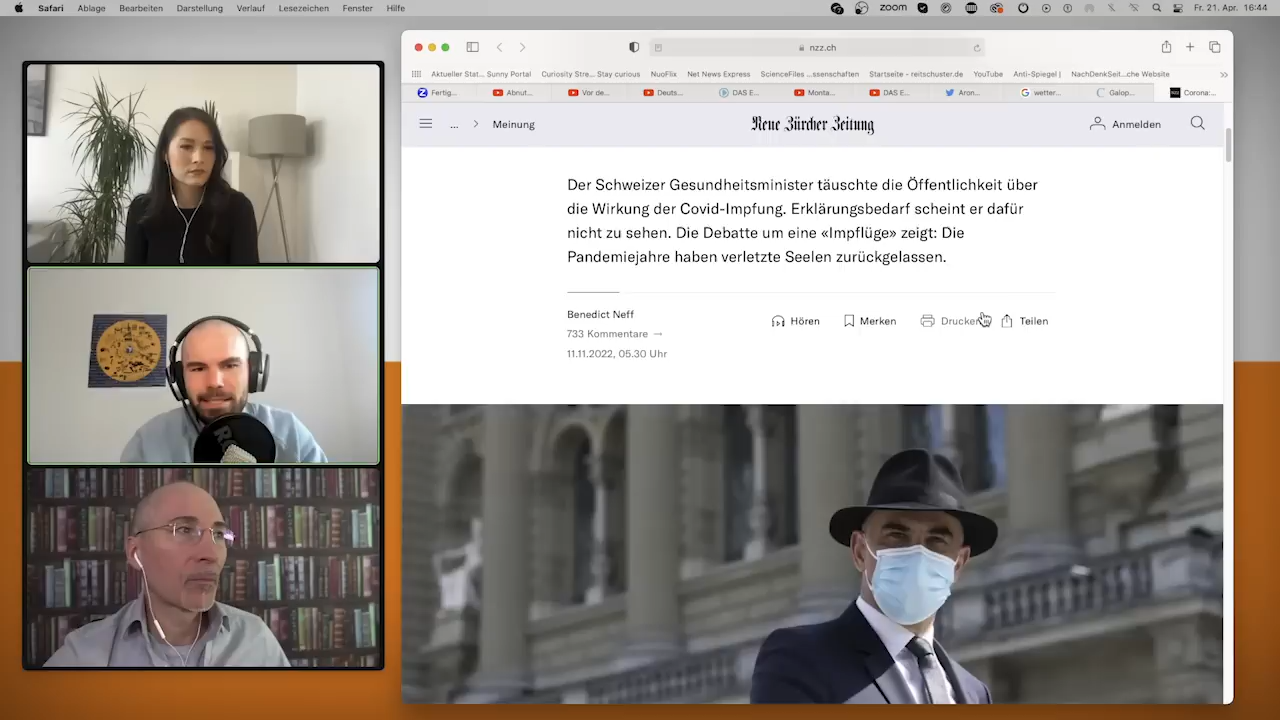 Safari Ablage Bearbeiten Darstellung Verlauf Lesezeichen Fenster Hilfe zoom Fr. 21. Apr. 16:44
nzz.ch
Aktueller Stat... Sunny Portal Curiosity Stre... Stay curious NuoFlix Net News Express ScienceFiles ...ssenschaften Startseite - reitschuster.de YouTube Anti-Spiegel | NachDenkSeit...che Website
Fertig... Abnut... Vor de... Deuts... DAS E... Monta... DAS E... Aron... wetter... Galop... Corona:...
... Meinung Neue Zürcher Zeitung Anmelden
Der Schweizer Gesundheitsminister täuschte die Öffentlichkeit über
die Wirkung der Covid-Impfung. Erklärungsbedarf scheint er dafür
nicht zu sehen. Die Debatte um eine «Impflüge» zeigt: Die
Pandemiejahre haben verletzte Seelen zurückgelassen.
Benedict Neff
Hören Merken Drucken Teilen
733 Kommentare →
11.11.2022, 05.30 Uhr